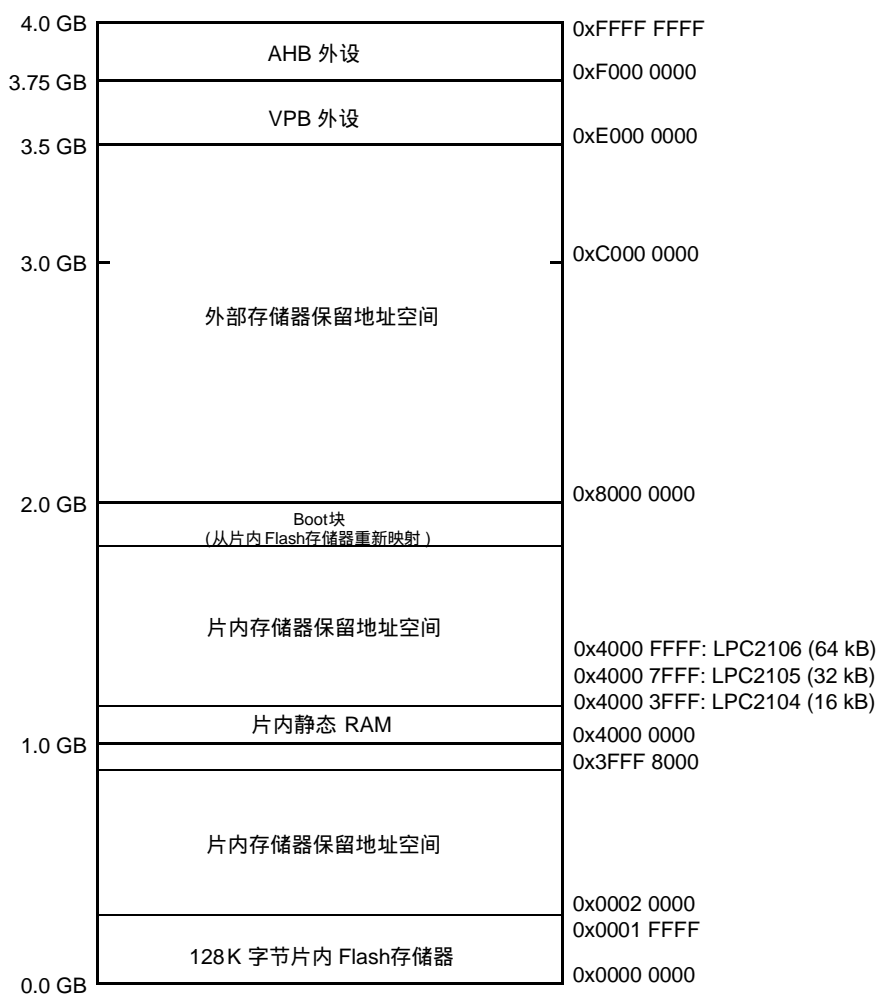 4.0 GB
0xFFFF FFFF
AHB 外设
3.75 GB
0xF000 0000
VPB 外设
3.5 GB
0xE000 0000
3.0 GB
0xC000 0000
外部存储器保留地址空间
2.0 GB
0x8000 0000
Boot块
(从片内Flash存储器重新映射)
片内存储器保留地址空间
0x4000 FFFF: LPC2106 (64 kB)
0x4000 7FFF: LPC2105 (32 kB)
0x4000 3FFF: LPC2104 (16 kB)
片内静态 RAM
0x4000 0000
1.0 GB
0x3FFF 8000
片内存储器保留地址空间
0x0002 0000
0x0001 FFFF
128K 字节片内 Flash存储器
0x0000 0000
0.0 GB